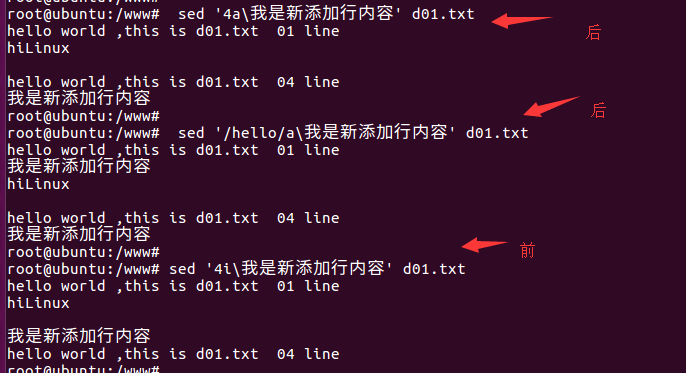 root@ubuntu:/www#
root@ubuntu:/www#  sed '4a\我是新添加行内容' d01.txt
后
hello world ,this is d01.txt  01 line
hiLinux

hello world ,this is d01.txt  04 line
我是新添加行内容
root@ubuntu:/www#
后
root@ubuntu:/www#  sed '/hello/a\我是新添加行内容' d01.txt
hello world ,this is d01.txt  01 line
我是新添加行内容
hiLinux

hello world ,this is d01.txt  04 line
我是新添加行内容
root@ubuntu:/www#
前
root@ubuntu:/www# sed '4i\我是新添加行内容' d01.txt
hello world ,this is d01.txt  01 line
hiLinux

我是新添加行内容
hello world ,this is d01.txt  04 line
root@ubuntu:/www#